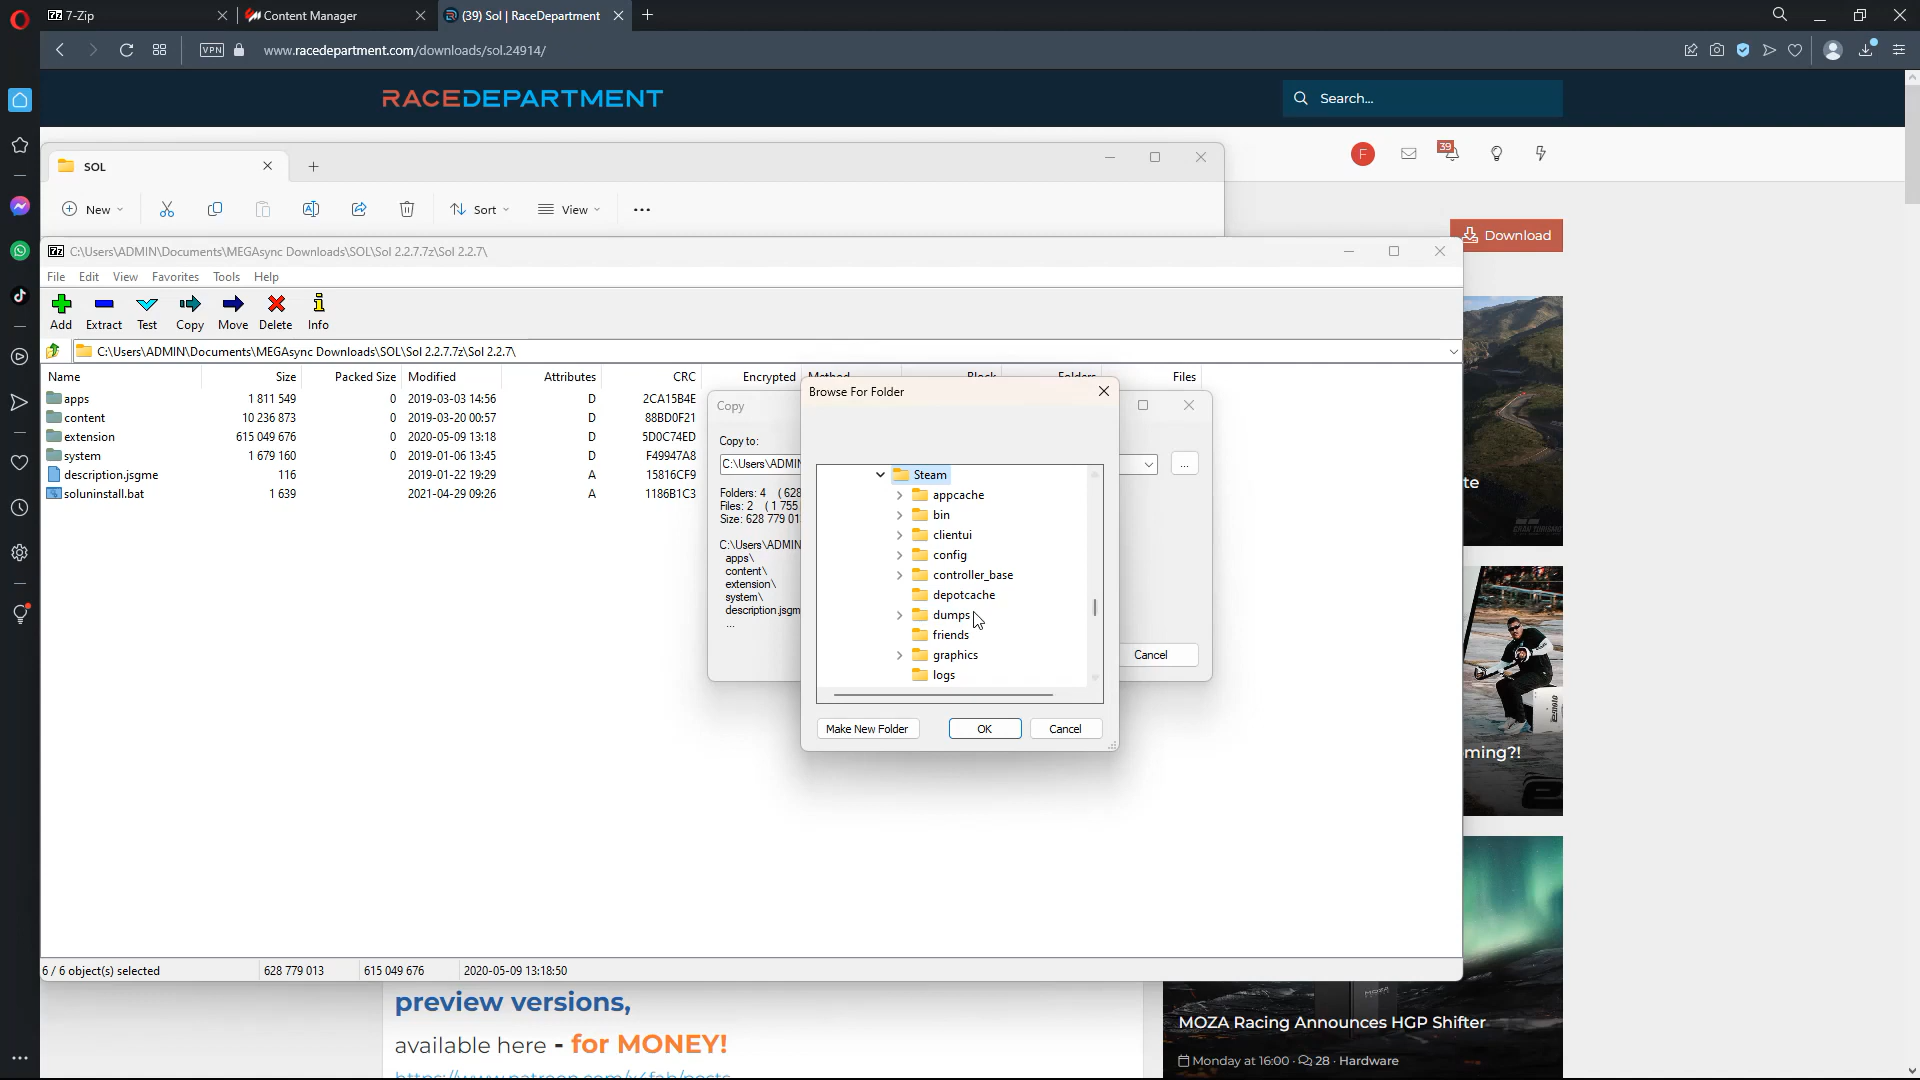 7-Zip
Content Manager
(39) Sol | RaceDepartment
VPN
www.racedepartment.com/downloads/sol.24914/
RACEDEPARTMENT
Search...
SOL
F
39
New
Sort
View
Download
7z C:\Users\ADMIN\Documents\MEGAsync Downloads\SOL\Sol 2.2.7.7z\Sol 2.2.7\
File Edit View Favorites Tools Help
Add Extract Test Copy Move Delete Info
C:\Users\ADMIN\Documents\MEGAsync Downloads\SOL\Sol 2.2.7.7z\Sol 2.2.7\
Name Size Packed Size Modified Attributes CRC Encrypted Method Block Folders Files
apps 1 811 549 0 2019-03-03 14:56 D 2CA15B4E
content 10 236 873 0 2019-03-20 00:57 D 88BD0F21
extension 615 049 676 0 2020-05-09 13:18 D 5D0C74ED
system 1 679 160 0 2019-01-06 13:45 D F49947A8
description.jsgme 116 2019-01-22 19:29 A 15816CF9
soluninstall.bat 1 639 2021-04-29 09:26 A 1186B1C3
Copy
Copy to:
C:\Users\ADMIN
...
Folders: 4 (628
Files: 2 (1 755
Size: 628 779 01
C:\Users\ADMIN
apps\
content\
extension\
system\
description.jsgm
...
Cancel
Browse For Folder
Steam
appcache
bin
clientui
config
controller_base
depotcache
dumps
friends
graphics
logs
Make New Folder
OK
Cancel
te
ming?!
6 / 6 object(s) selected 628 779 013 615 049 676 2020-05-09 13:18:50
preview versions,
available here - for MONEY!
https://www.patreon.com/x4fab/posts
MOZA Racing Announces HGP Shifter
Monday at 16:00 · 28 · Hardware